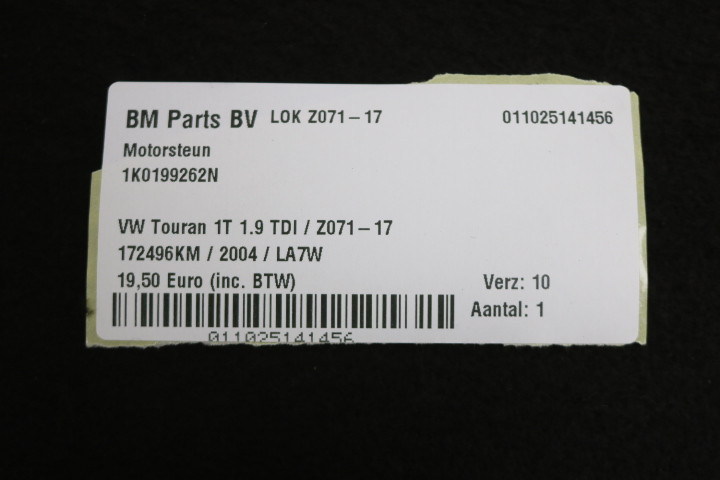 BM Parts BV LOK Z071-17 011025141456
Motorsteun
1K0199262N
VW Touran 1T 1.9 TDI / Z071-17
172496KM / 2004 / LA7W
19,50 Euro (inc. BTW) Verz: 10
Aantal: 1
011025141456